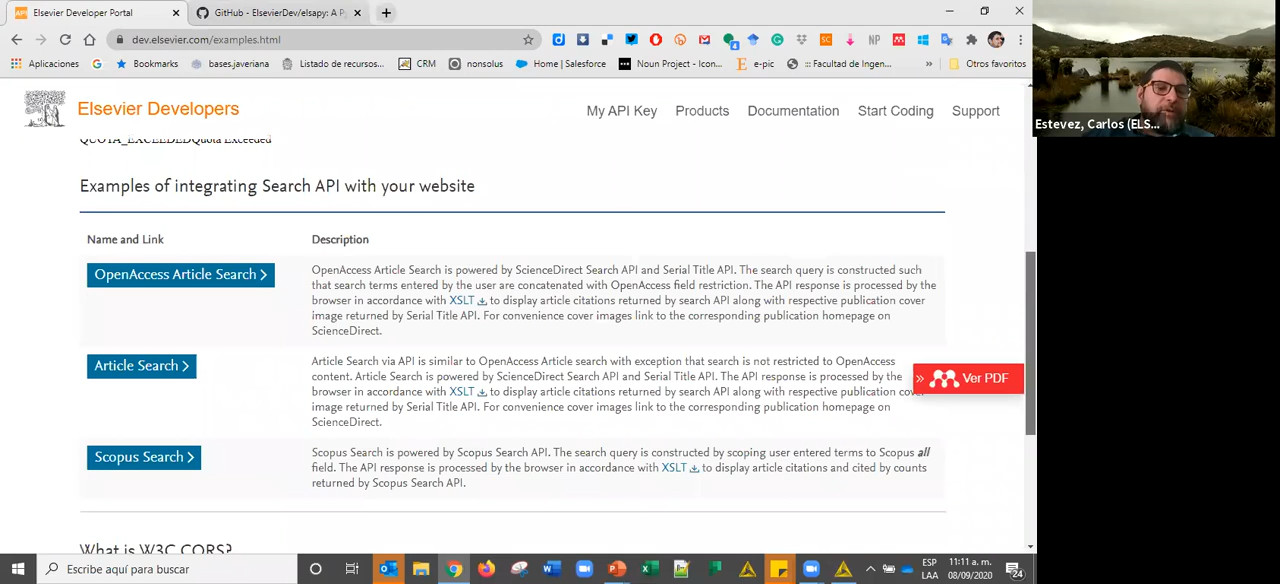 Elsevier Developer Portal
GitHub - ElsevierDev/elsapy: A Py
dev.elsevier.com/examples.html
Aplicaciones
Bookmarks
bases.javeriana
Listado de recursos...
CRM
nonsolus
Home | Salesforce
Noun Project - Icon...
e-pic
::: Facultad de Ingen...
»
Otros favoritos
Elsevier Developers
My API Key
Products
Documentation
Start Coding
Support
QUOTA_EXCEEDEDQuota Exceeded
Examples of integrating Search API with your website
Name and Link
Description
OpenAccess Article Search >
OpenAccess Article Search is powered by ScienceDirect Search API and Serial Title API. The search query is constructed such
that search terms entered by the user are concatenated with OpenAccess field restriction. The API response is processed by the
browser in accordance with XSLT to display article citations returned by search API along with respective publication cover
image returned by Serial Title API. For convenience cover images link to the corresponding publication homepage on
ScienceDirect.
Article Search >
Article Search via API is similar to OpenAccess Article search with exception that search is not restricted to OpenAccess
content. Article Search is powered by ScienceDirect Search API and Serial Title API. The API response is processed by the
browser in accordance with XSLT to display article citations returned by search API along with respective publication cover
image returned by Serial Title API. For convenience cover images link to the corresponding publication homepage on
ScienceDirect.
» Ver PDF
Scopus Search >
Scopus Search is powered by Scopus Search API. The search query is constructed by scoping user entered terms to Scopus all
field. The API response is processed by the browser in accordance with XSLT to display article citations and cited by counts
returned by Scopus Search API.
What is W3C CORS?
Estevez, Carlos (ELS...
Escribe aquí para buscar
ESP
LAA
11:11 a. m.
08/09/2020
24